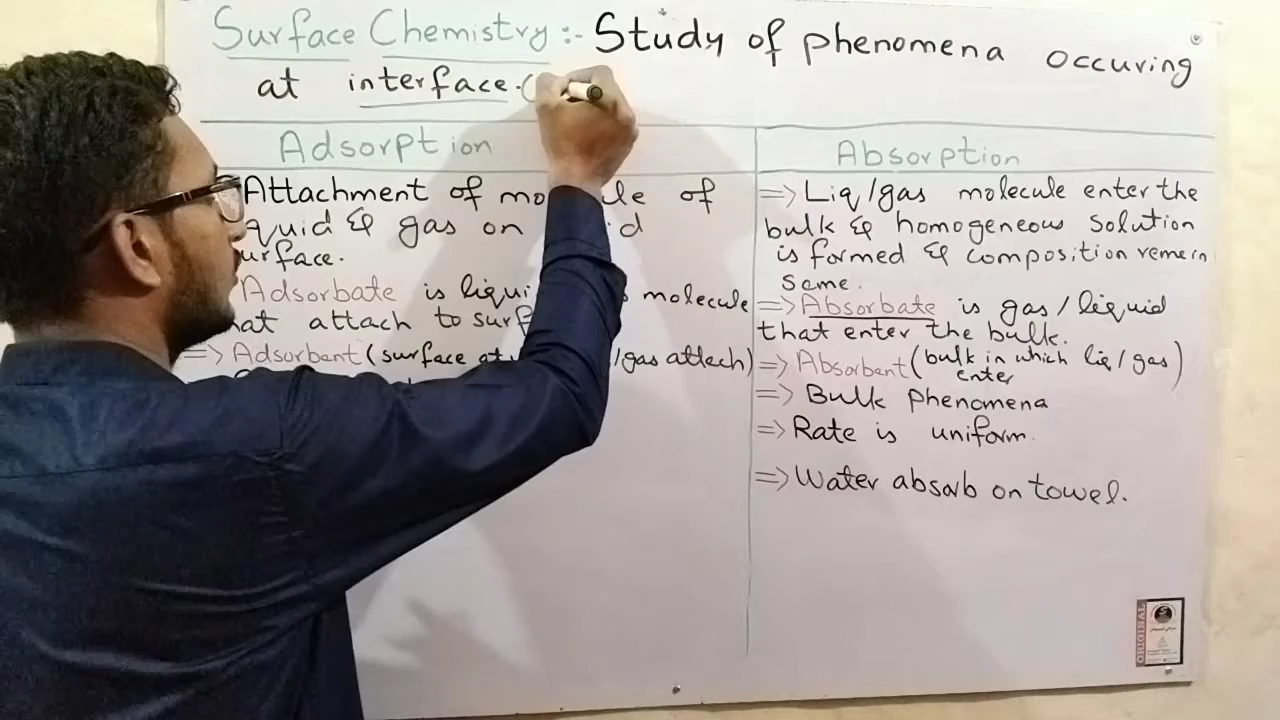 Surface Chemistry :- Study of phenomena occuring
at interface. (
Adsorption
Attachment of of
quid & gas on
urface.
Adsorbate is liqui molecule
hat attach to surf
=> Adsorbent (surface at /gas attach)
Absorption
=> Liq/gas molecule enter the
bulk & homogeneous solution
is formed & composition remain
same.
=> Absorbate is gas/liquid
that enter the bulk.
=> Absorbent (bulk in which liq/gas)
enter
=> Bulk phenomena
=> Rate is uniform.
=> Water absorb on towel.
ORIGINAL